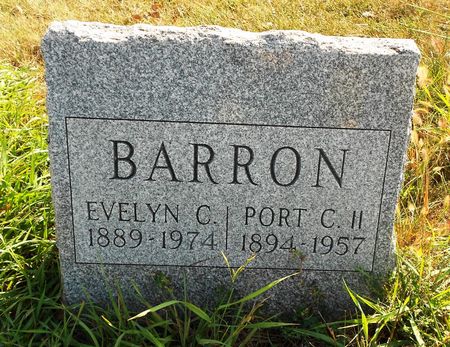 BARRON
EVELYN C. | PORT C. II
1889-1974 | 1894-1957